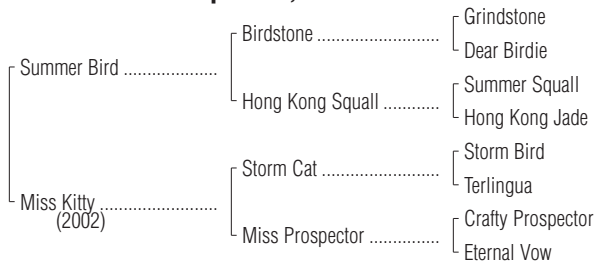 Grindstone
Birdstone ..........................
Dear Birdie
Summer Bird ....................
Summer Squall
Hong Kong Squall ............
Hong Kong Jade
Storm Bird
Storm Cat .........................
Terlingua
Miss Kitty .........................
(2002)
Crafty Prospector
Miss Prospector ...............
Eternal Vow